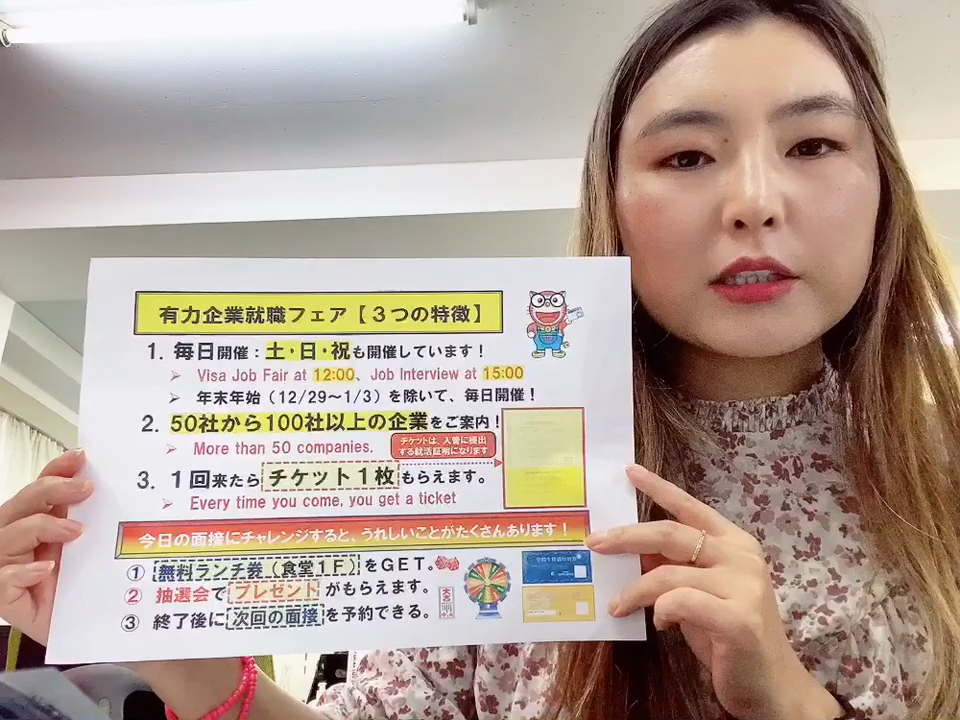 有力企業就職フェア【３つの特徴】
1. 毎日開催：土・日・祝も開催しています！
➢ Visa Job Fair at 12:00、Job Interview at 15:00
➢ 年末年始（12/29～1/3）を除いて、毎日開催！
2. 50社から100社以上の企業をご案内！
➢ More than 50 companies.
チケットは、入管に提出
する就活証明になります
3. １回来たらチケット１枚もらえます。
➢ Every time you come, you get a ticket
今日の面接にチャレンジすると、うれしいことがたくさんあります！
① 無料ランチ券（食堂１Ｆ）をＧＥＴ。
② 抽選会でプレゼントがもらえます。
③ 終了後に次回の面接を予約できる。